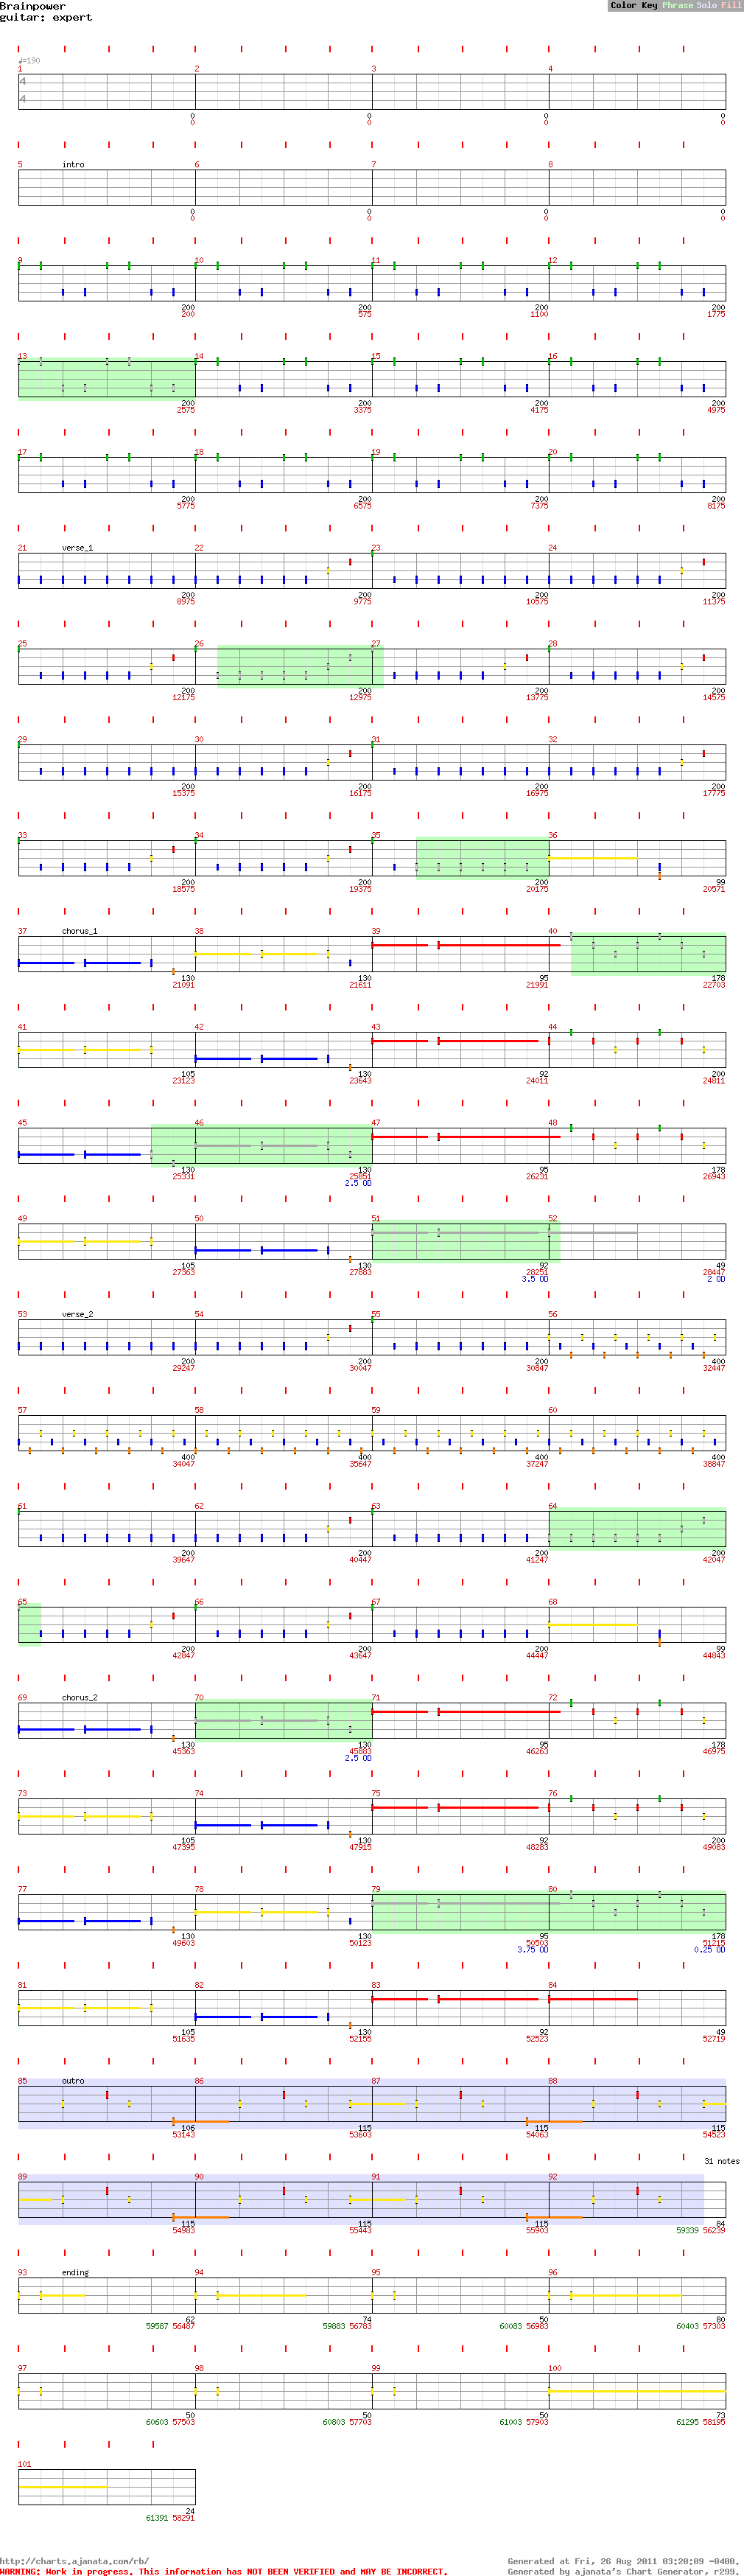 Brainpower
guitar: expert
Color Key Phrase Solo Fill
♩=190
1 2 3 4
4
4
0 0 0 0
0 0 0 0
5 intro 6 7 8
0 0 0 0
0 0 0 0
9 10 11 12
200 200 200 200
200 575 1100 1775
13 14 15 16
200 200 200 200
2575 3375 4175 4975
17 18 19 20
200 200 200 200
5775 6575 7375 8175
21 verse_1 22 23 24
200 200 200 200
8975 9775 10575 11375
25 26 27 28
200 200 200 200
12175 12975 13775 14575
29 30 31 32
200 200 200 200
15375 16175 16975 17775
33 34 35 36
200 200 200 99
18575 19375 20175 20571
37 chorus_1 38 39 40
130 130 95 178
21091 21611 21991 22703
41 42 43 44
105 130 92 200
23123 23643 24011 24811
45 46 47 48
130 130 95 178
25331 25851 26231 26943
2.5 OD
49 50 51 52
105 130 92 49
27363 27883 28251 28447
3.5 OD 2 OD
53 verse_2 54 55 56
200 200 200 400
29247 30047 30847 32447
57 58 59 60
400 400 400 400
34047 35647 37247 38847
61 62 63 64
200 200 200 200
39647 40447 41247 42047
65 66 67 68
200 200 200 99
42847 43647 44447 44843
69 chorus_2 70 71 72
130 130 95 178
45363 45883 46263 46975
2.5 OD
73 74 75 76
105 130 92 200
47395 47915 48283 49083
77 78 79 80
130 130 95 178
49603 50123 50503 51215
3.75 OD 0.25 OD
81 82 83 84
105 130 92 49
51635 52155 52523 52719
85 outro 86 87 88
106 115 115 115
53143 53603 54063 54523
31 notes
89 90 91 92
115 115 115 84
54983 55443 55903 59339 56239
93 ending 94 95 96
62 74 50 80
59587 56487 59883 56783 60083 56983 60403 57303
97 98 99 100
50 50 50 73
60603 57503 60803 57703 61003 57903 61295 58195
101
24
61391 58291
http://charts.ajanata.com/rb/ Generated at Fri, 26 Aug 2011 03:20:09 -0400.
WARNING: Work in progress. This information has NOT BEEN VERIFIED and MAY BE INCORRECT. Generated by ajanata's Chart Generator, r299.